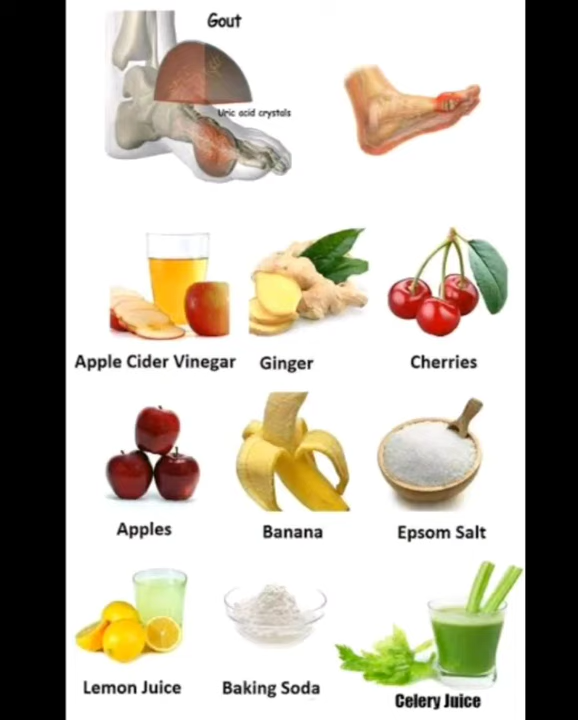 Gout
Uric acid crystals
Apple Cider Vinegar
Ginger
Cherries
Apples
Banana
Epsom Salt
Lemon Juice
Baking Soda
Celery Juice